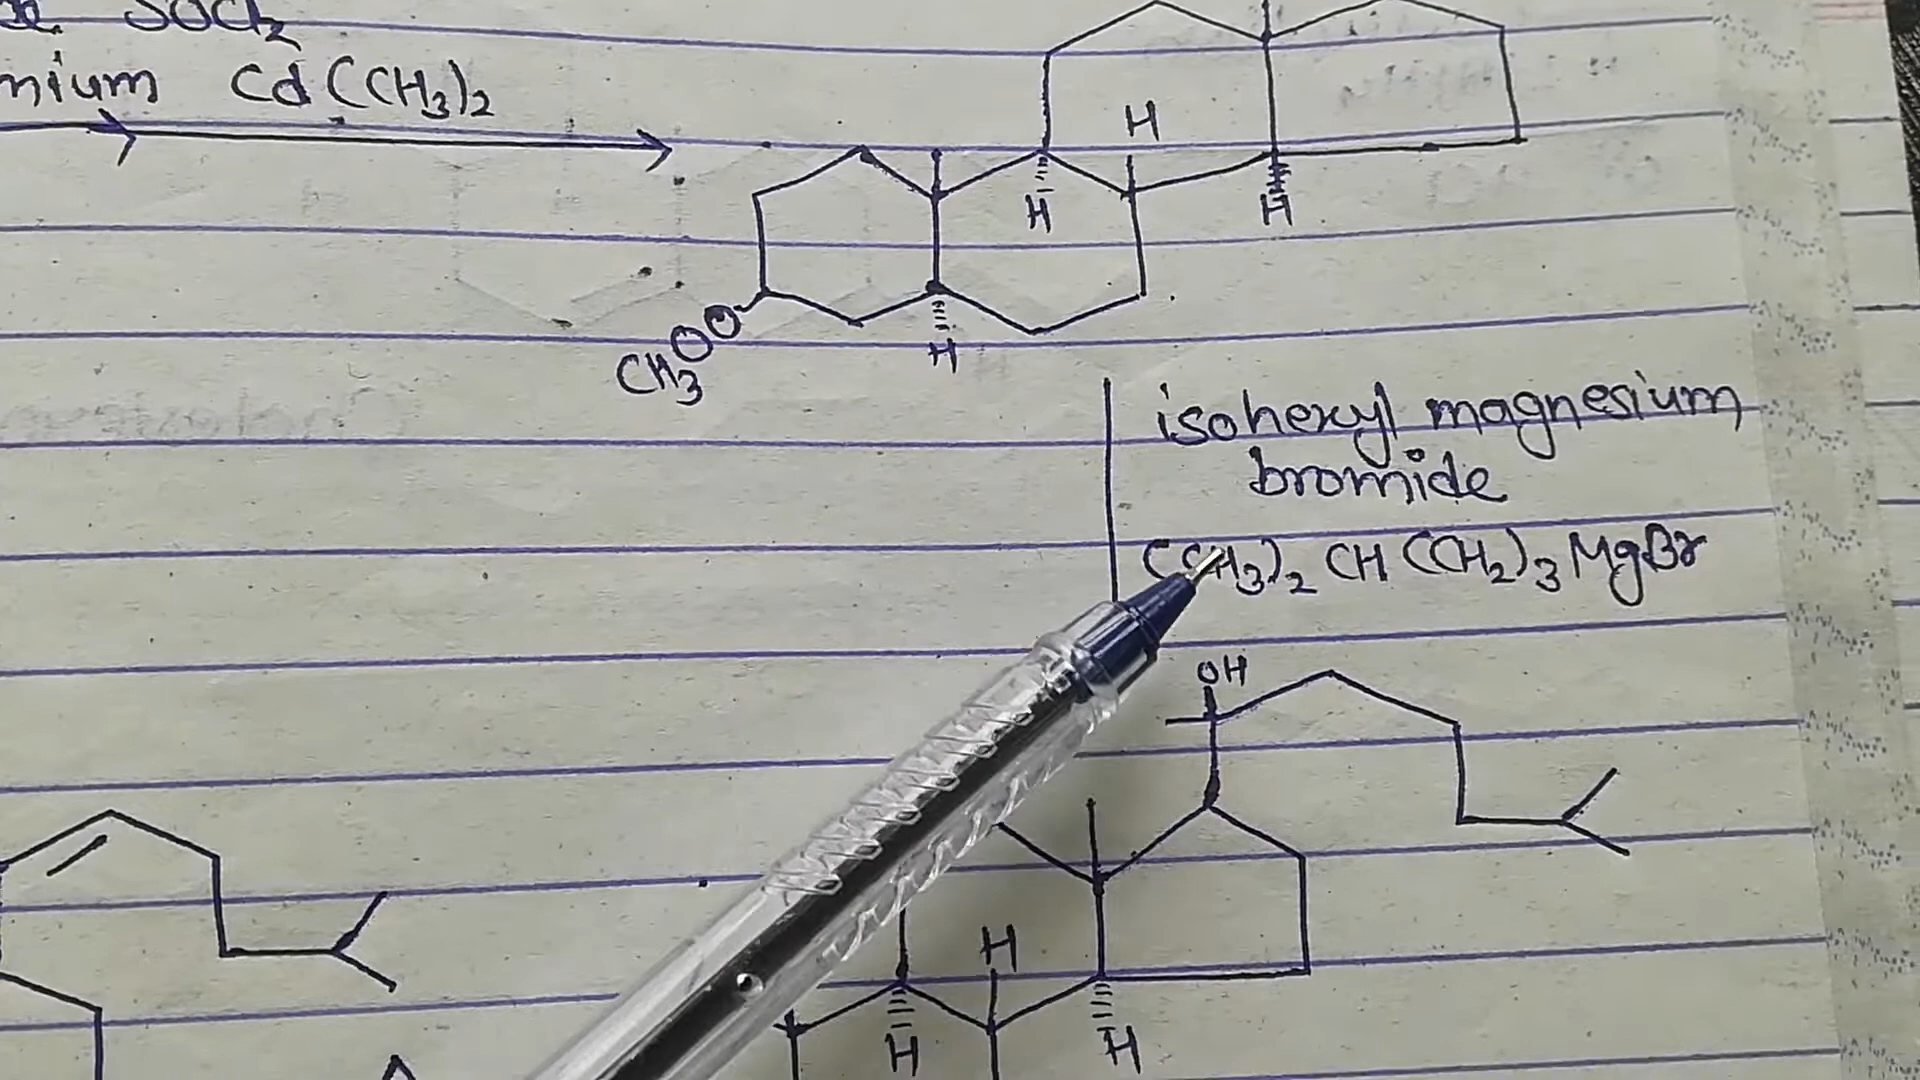 SOCl₂
nium Cd(CH₃)₂
H
H
H
H
CH₃OO
isohexyl magnesium
bromide
(CH₃)₂ CH (CH₂)₃ MgBr
OH
H
H
H